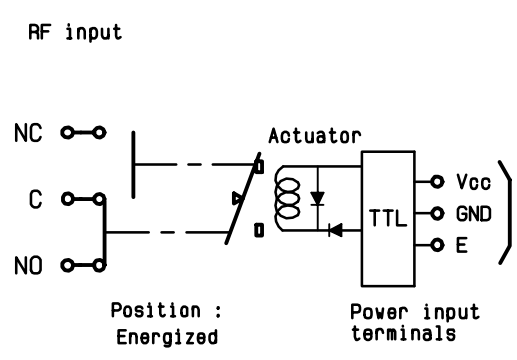 RF input
NC
Actuator
Vcc
C
TTL
GND
E
NO
Position :
Energized
Power input
terminals